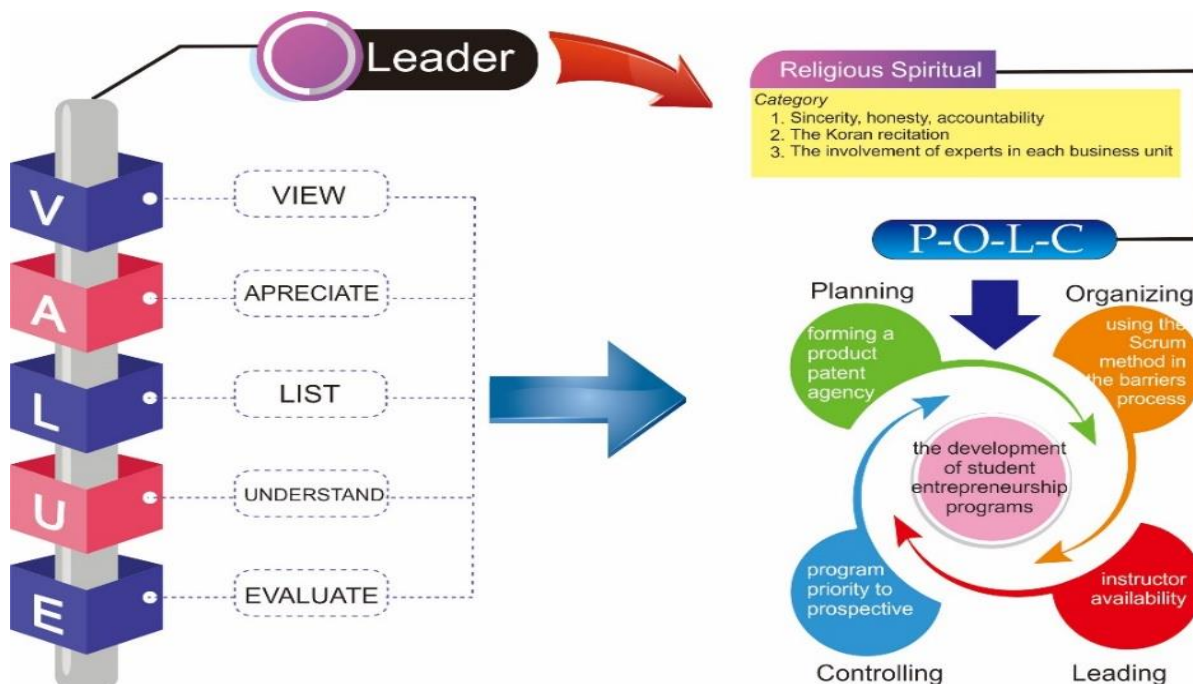 Leader
V
A
L
U
E
VIEW
APRECIATE
LIST
UNDERSTAND
EVALUATE
Religious Spiritual
Category
1. Sincerity, honesty, accountability
2. The Koran recitation
3. The involvement of experts in each business unit
P-O-L-C
Planning
forming a
product
patent
agency
Organizing
using the
Scrum
method in
the barriers
process
the development
of student
entrepreneurship
programs
program
priority to
prospective
Controlling
instructor
availability
Leading